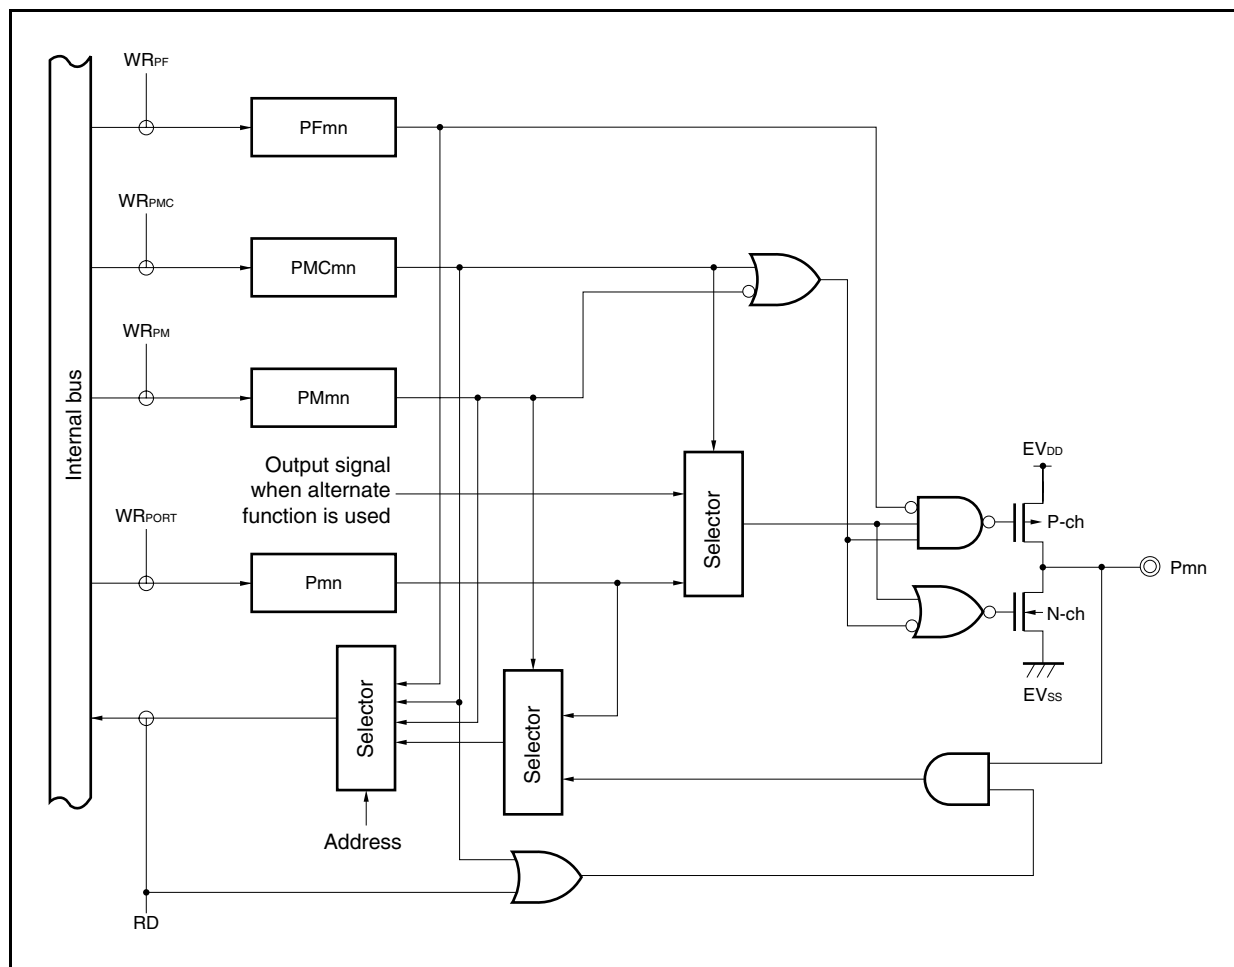 WRPF
PFmn
WRPMC
PMCmn
WRPM
PMmn
Internal bus
Output signal
when alternate
function is used
Selector
EVDD
P-ch
WRPORT
Pmn
Pmn
N-ch
EVSS
Selector
Selector
Address
RD